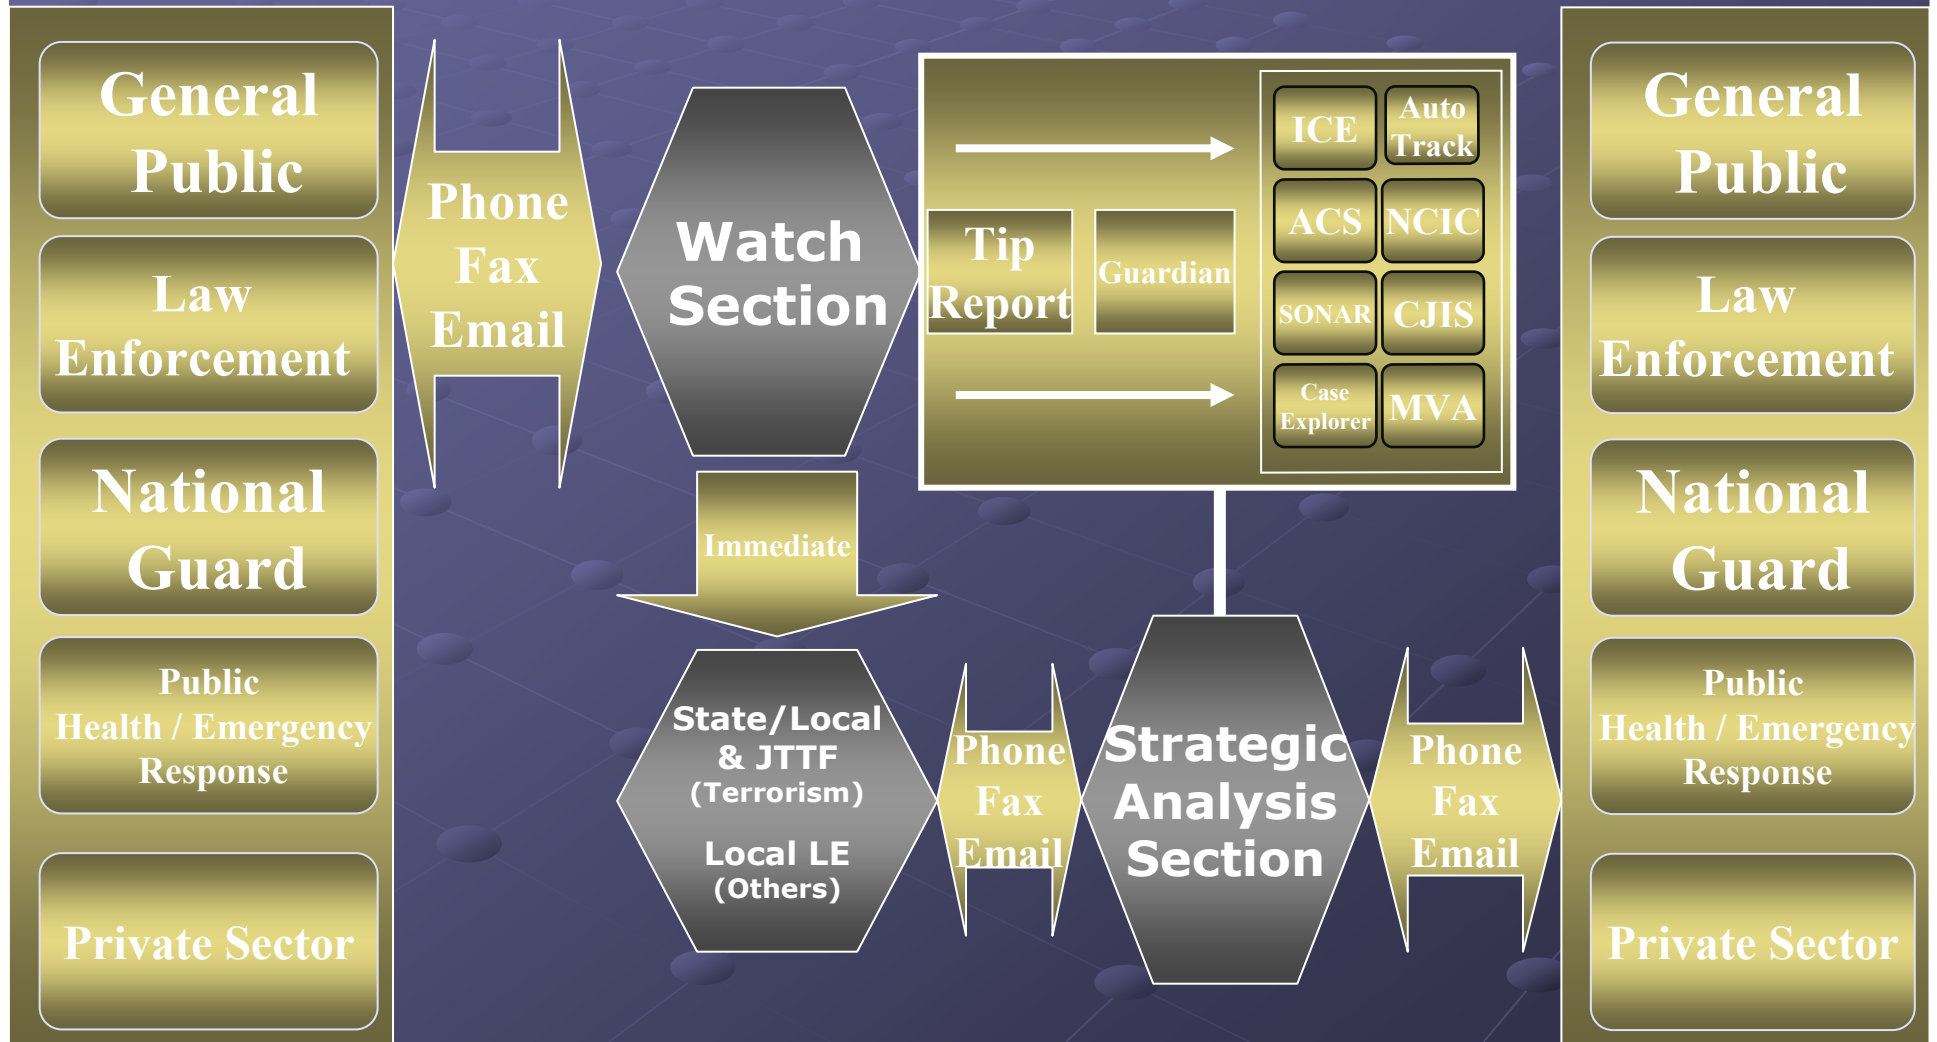 General
Public
Law
Enforcement
National
Guard
Public
Health / Emergency
Response
Private Sector
Phone
Fax
Email
Watch
Section
Immediate
State/Local
& JTTF
(Terrorism)
Local LE
(Others)
Tip
Report
Guardian
ICE
Auto
Track
ACS
NCIC
SONAR
CJIS
Case
Explorer
MVA
Phone
Fax
Email
Strategic
Analysis
Section
Phone
Fax
Email
General
Public
Law
Enforcement
National
Guard
Public
Health / Emergency
Response
Private Sector